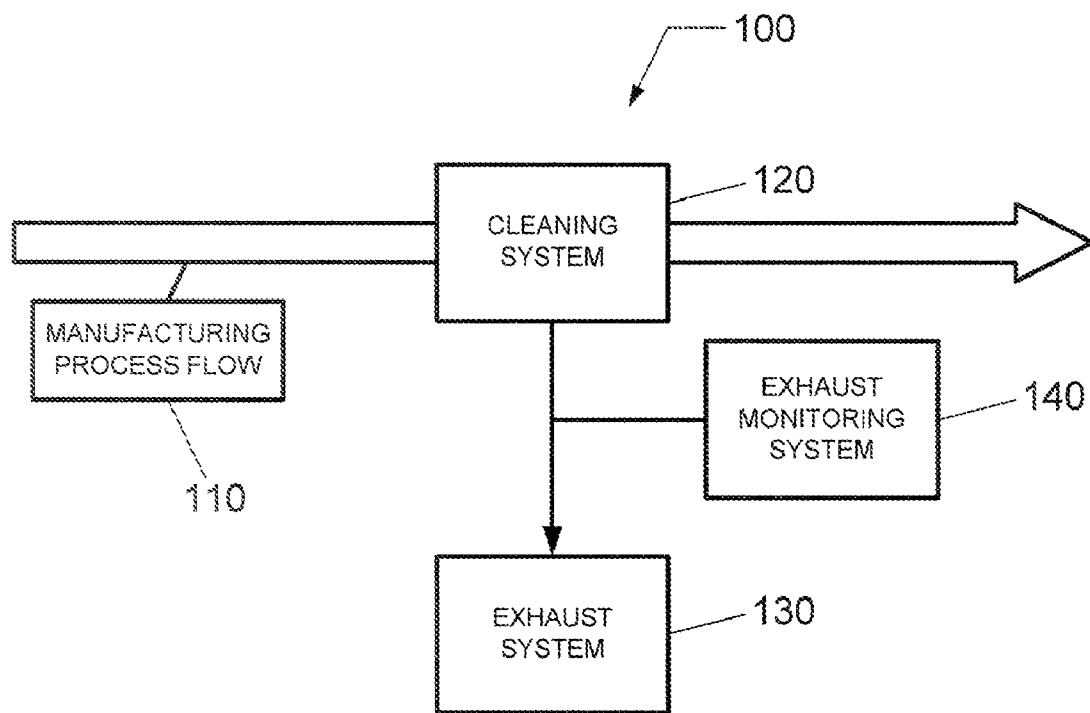 100
120
CLEANING
SYSTEM
MANUFACTURING
PROCESS FLOW
110
EXHAUST
MONITORING
SYSTEM
140
EXHAUST
SYSTEM
130